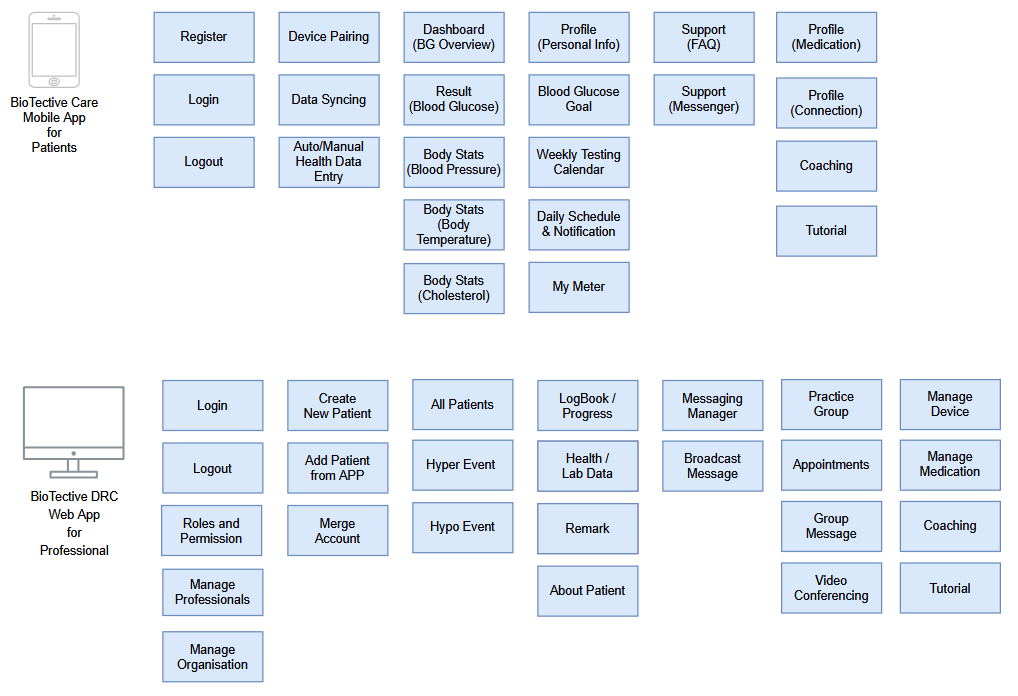 BioTective Care
Mobile App
for
Patients
Register
Login
Logout
Device Pairing
Data Syncing
Auto/Manual
Health Data
Entry
Dashboard
(BG Overview)
Result
(Blood Glucose)
Body Stats
(Blood Pressure)
Body Stats
(Body
Temperature)
Body Stats
(Cholesterol)
Profile
(Personal Info)
Blood Glucose
Goal
Weekly Testing
Calendar
Daily Schedule
& Notification
My Meter
Support
(FAQ)
Support
(Messenger)
Profile
(Medication)
Profile
(Connection)
Coaching
Tutorial
BioTective DRC
Web App
for
Professional
Login
Logout
Roles and
Permission
Manage
Professionals
Manage
Organisation
Create
New Patient
Add Patient
from APP
Merge
Account
All Patients
Hyper Event
Hypo Event
LogBook /
Progress
Health /
Lab Data
Remark
About Patient
Messaging
Manager
Broadcast
Message
Practice
Group
Appointments
Group
Message
Video
Conferencing
Manage
Device
Manage
Medication
Coaching
Tutorial